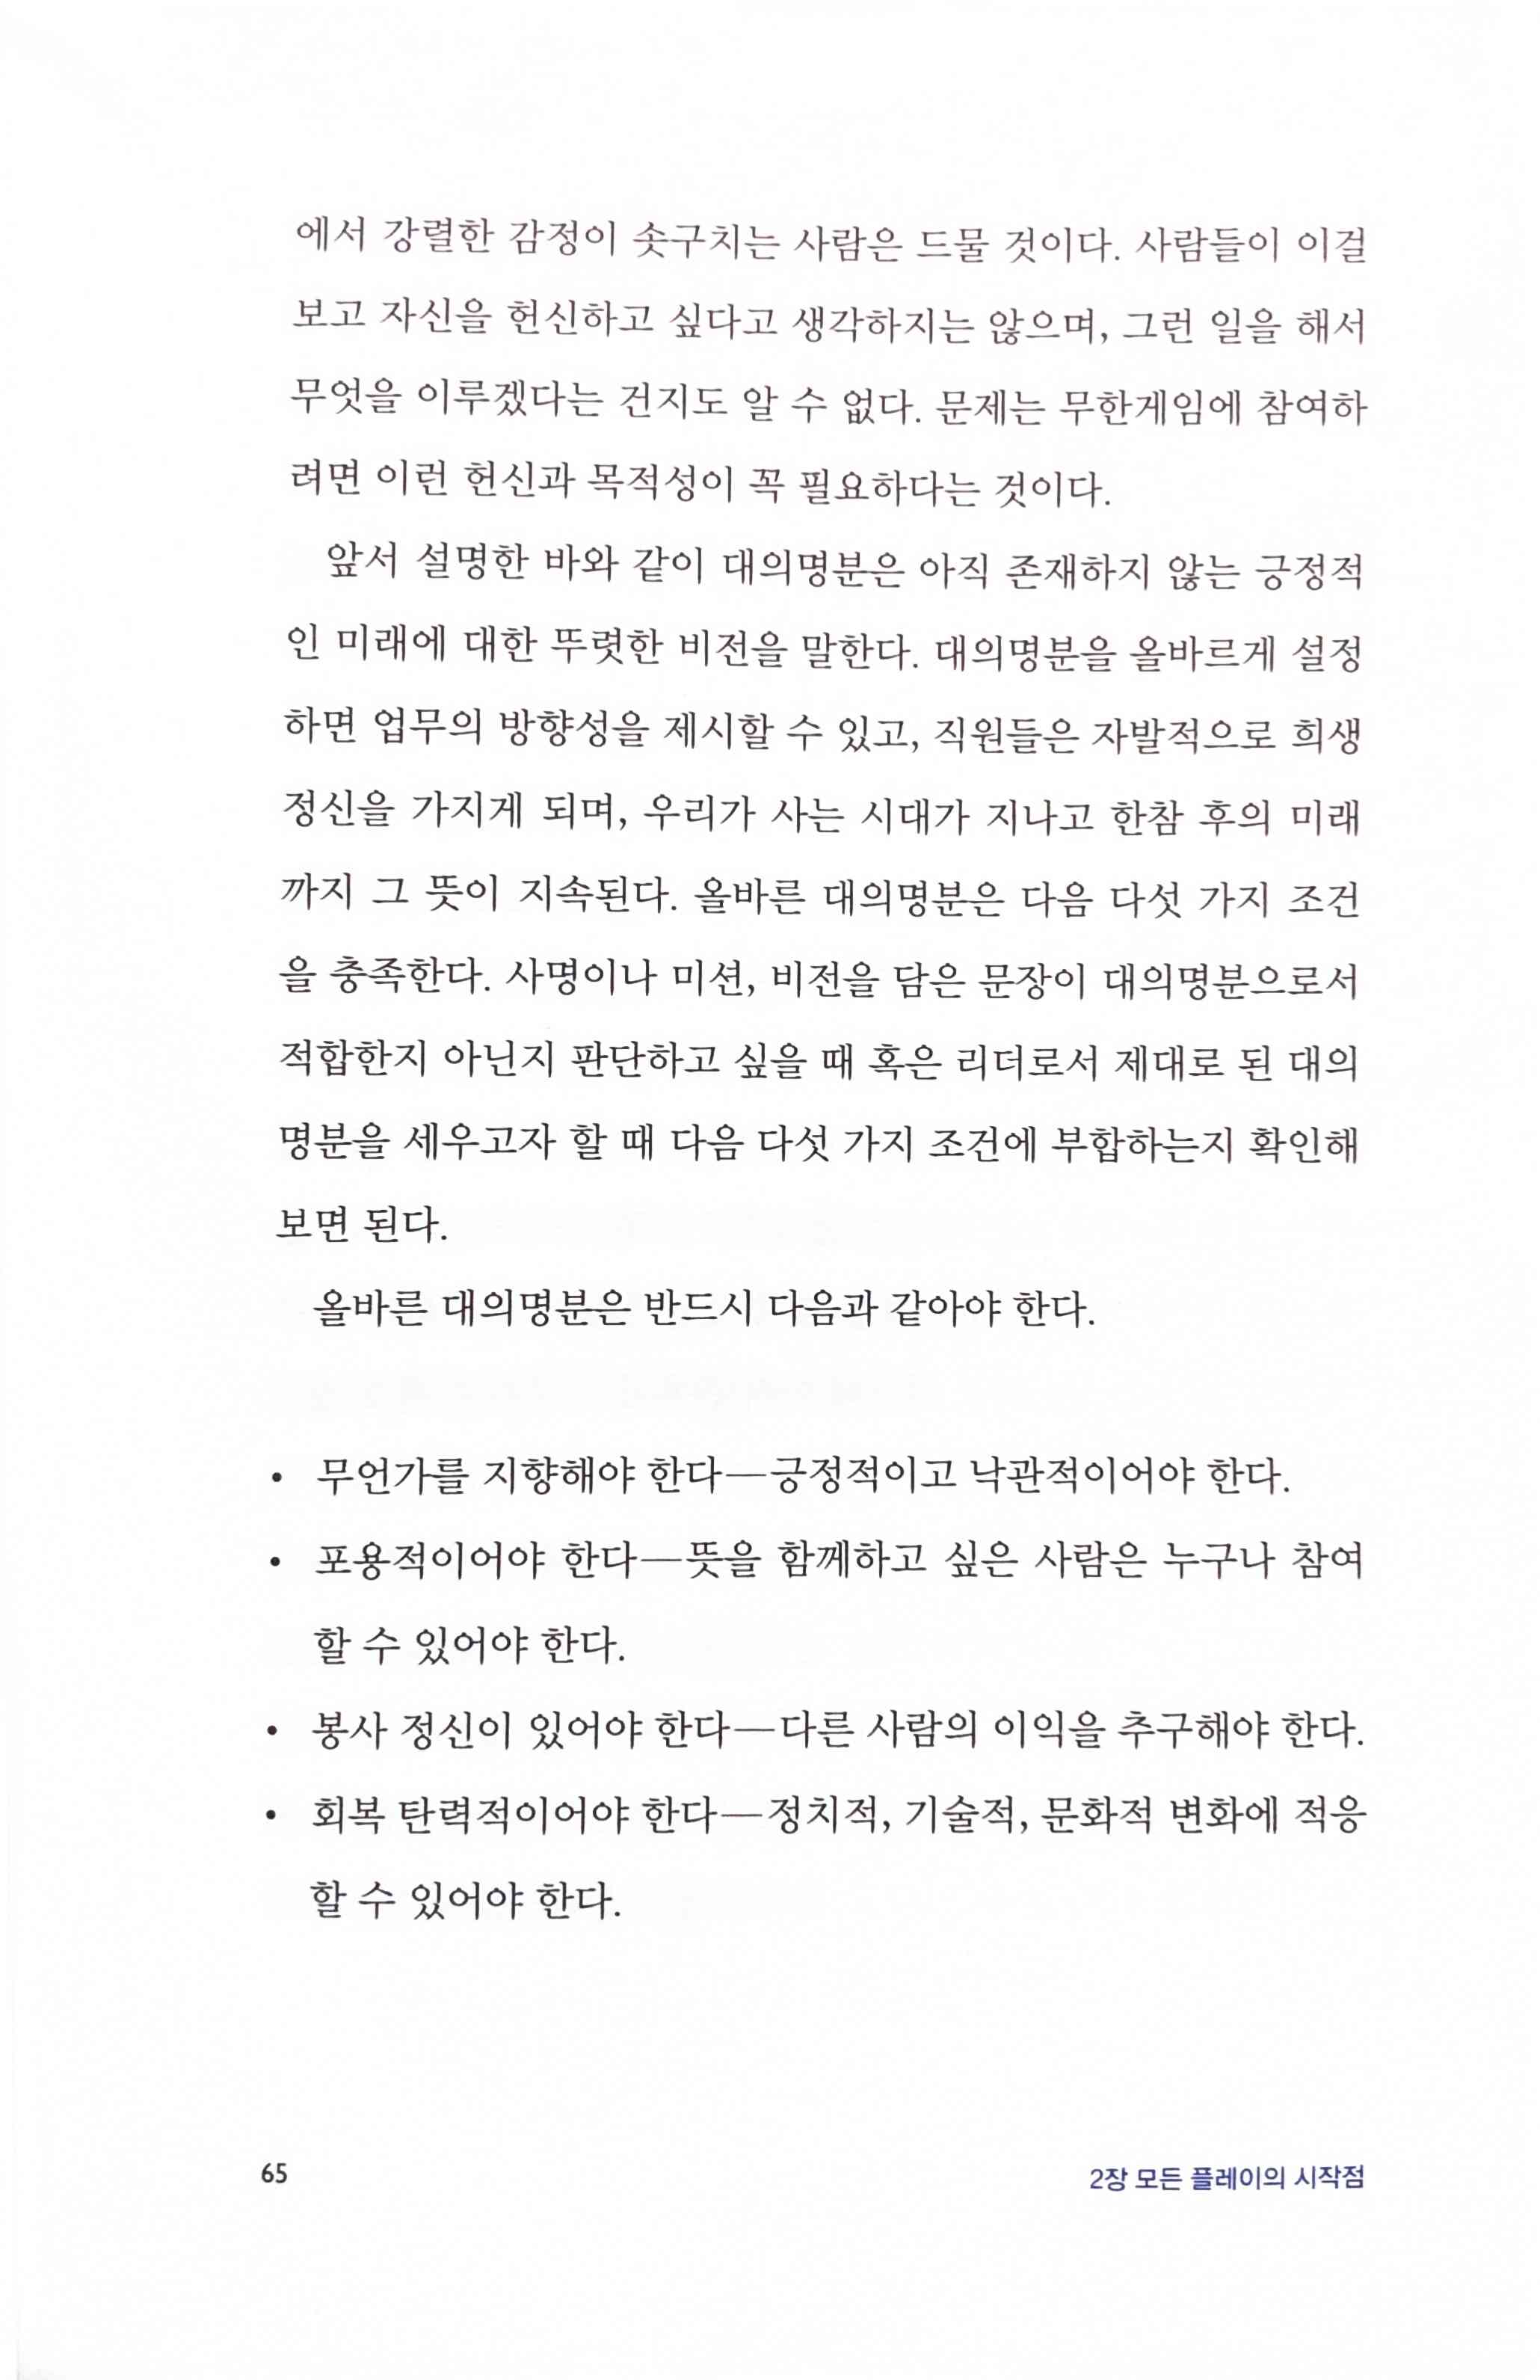 에서 강렬한 감정이 솟구치는 사람은 드물 것이다. 사람들이 이걸
보고 자신을 헌신하고 싶다고 생각하지는 않으며, 그런 일을 해서
무엇을 이루겠다는 건지도 알 수 없다. 문제는 무한게임에 참여하
려면 이런 헌신과 목적성이 꼭 필요하다는 것이다.
앞서 설명한 바와 같이 대의명분은 아직 존재하지 않는 긍정적
인 미래에 대한 뚜렷한 비전을 말한다. 대의명분을 올바르게 설정
하면 업무의 방향성을 제시할 수 있고, 직원들은 자발적으로 희생
정신을 가지게 되며, 우리가 사는 시대가 지나고 한참 후의 미래
까지 그 뜻이 지속된다. 올바른 대의명분은 다음 다섯 가지 조건
을 충족한다. 사명이나 미션, 비전을 담은 문장이 대의명분으로서
적합한지 아닌지 판단하고 싶을 때 혹은 리더로서 제대로 된 대의
명분을 세우고자 할 때 다음 다섯 가지 조건에 부합하는지 확인해
보면 된다.
올바른 대의명분은 반드시 다음과 같아야 한다.
• 무언가를 지향해야 한다—긍정적이고 낙관적이어야 한다.
• 포용적이어야 한다—뜻을 함께하고 싶은 사람은 누구나 참여
할 수 있어야 한다.
• 봉사 정신이 있어야 한다—다른 사람의 이익을 추구해야 한다.
• 회복 탄력적이어야 한다—정치적, 기술적, 문화적 변화에 적응
할 수 있어야 한다.
65
2장 모든 플레이의 시작점